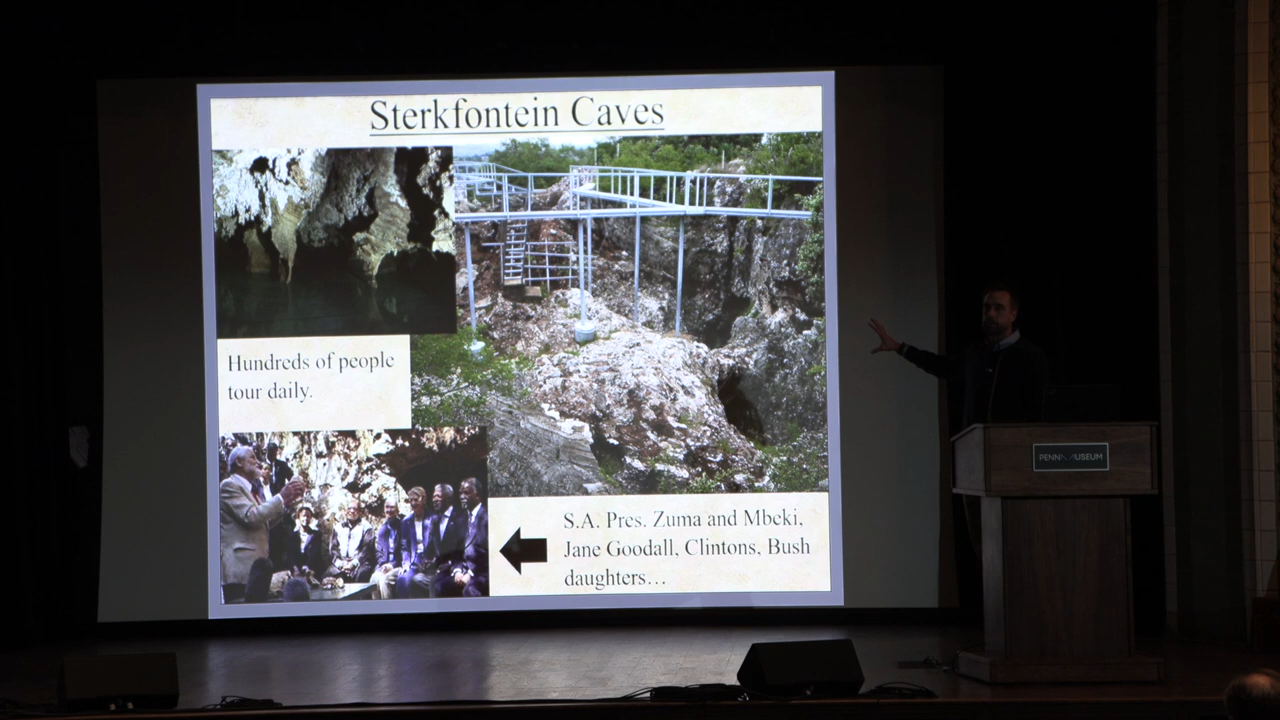 Sterkfontein Caves
Hundreds of people
tour daily.
S.A. Pres. Zuma and Mbeki,
Jane Goodall, Clintons, Bush
daughters…
PENN MUSEUM